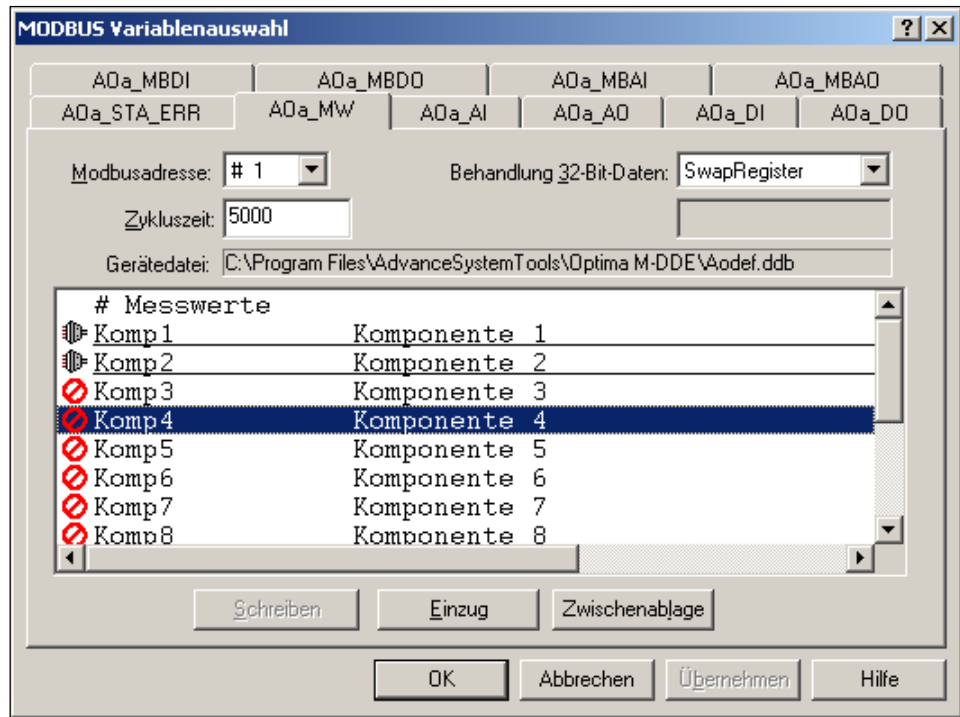 MODBUS Variablenauswahl
AOa_MBDI AOa_MBDO AOa_MBAI AOa_MBAO
AOa_STA_ERR AOa_MW AOa_AI AOa_AO AOa_DI AOa_DO
Modbusadresse: # 1 Behandlung 32-Bit-Daten: SwapRegister
Zykluszeit: 5000
Gerätedatei: C:\Program Files\AdvanceSystemTools\Optima M-DDE\Aodef.ddb
# Messwerte
Komp1 Komponente 1
Komp2 Komponente 2
Komp3 Komponente 3
Komp4 Komponente 4
Komp5 Komponente 5
Komp6 Komponente 6
Komp7 Komponente 7
Komp8 Komponente 8
Schreiben Einzug Zwischenablage
OK Abbrechen Übernehmen Hilfe